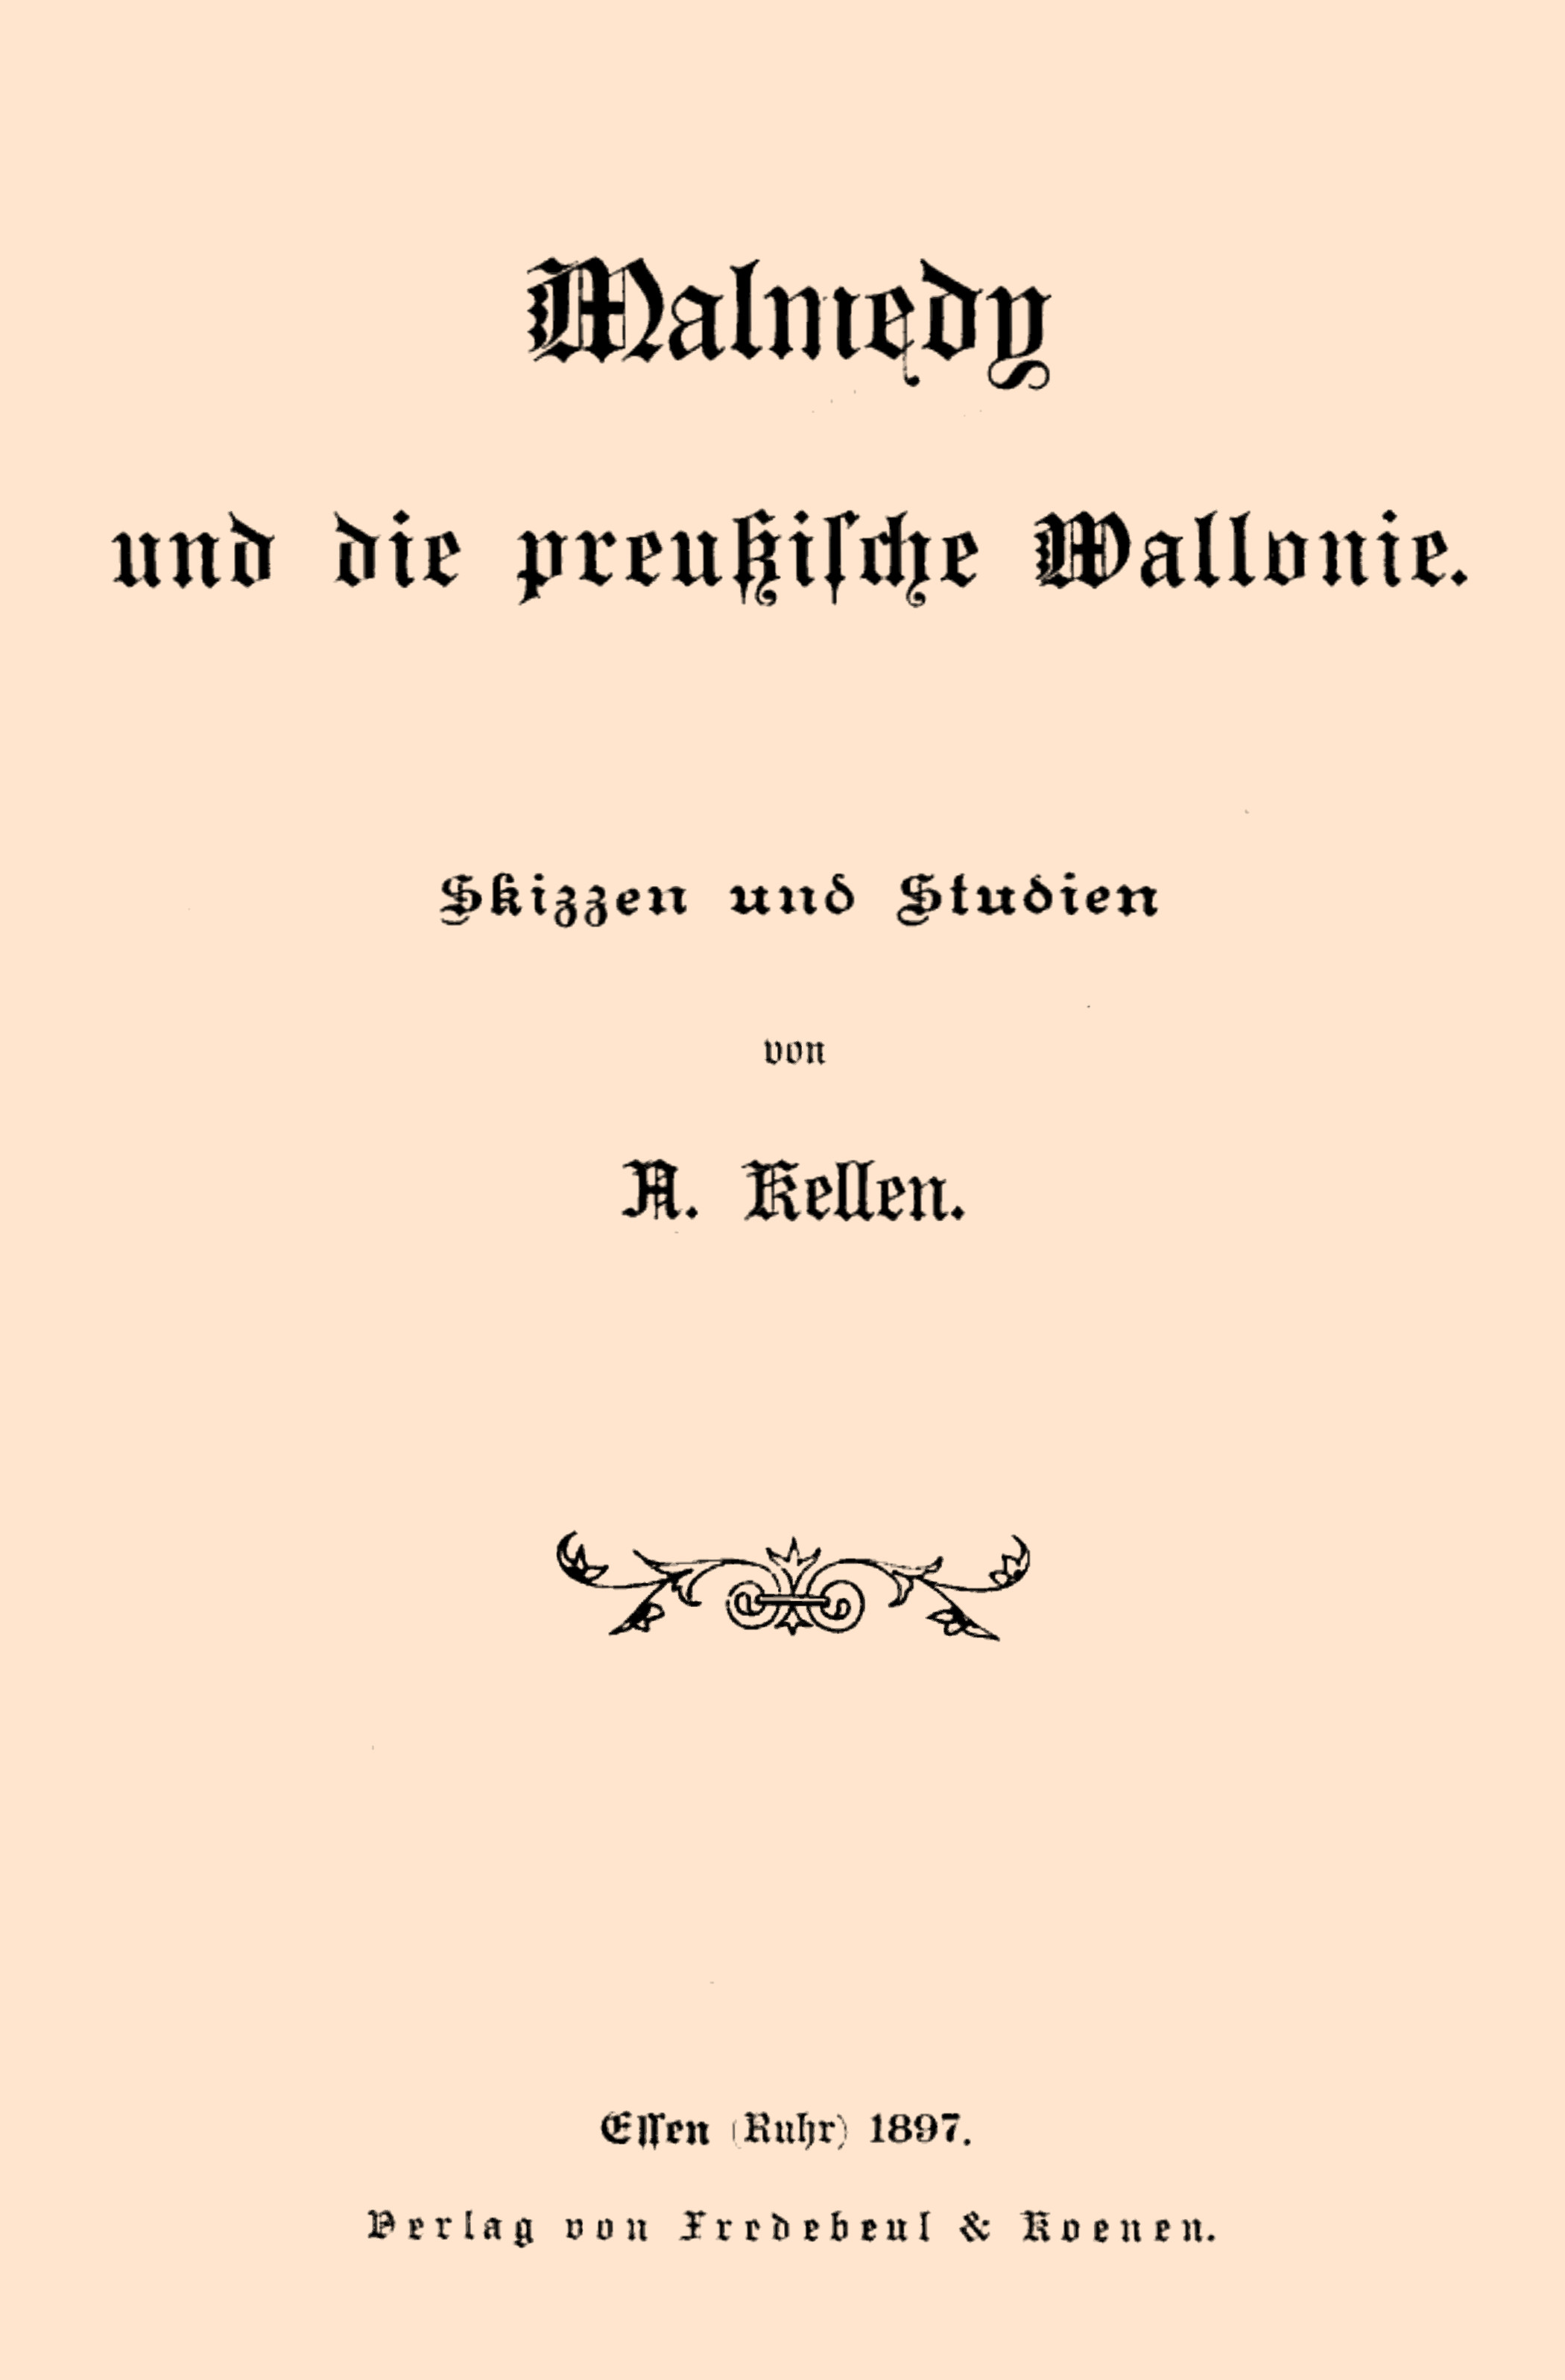 Malmedy
und die preußische Wallonie.
Skizzen und Studien
von
A. Kellen.
Essen (Ruhr) 1897.
Verlag von Fredebeul & Koenen.